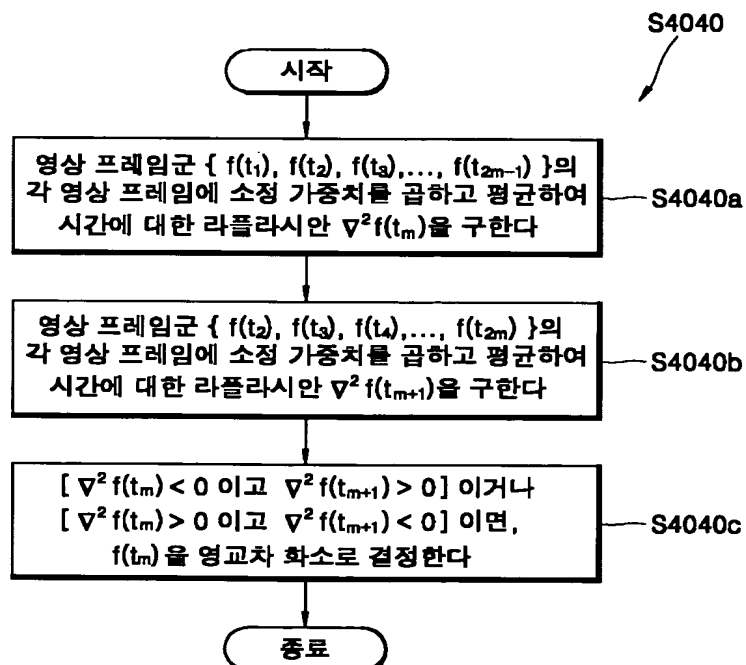 S4040
시작
영상 프레임군 { f(t₁), f(t₂), f(t₃),..., f(t₂ₘ₋₁) }의
각 영상 프레임에 소정 가중치를 곱하고 평균하여
시간에 대한 라플라시안 ∇² f(tₘ)을 구한다
S4040a
영상 프레임군 { f(t₂), f(t₃), f(t₄),..., f(t₂ₘ) }의
각 영상 프레임에 소정 가중치를 곱하고 평균하여
시간에 대한 라플라시안 ∇² f(tₘ₊₁)을 구한다
S4040b
[ ∇² f(tₘ) < 0 이고 ∇² f(tₘ₊₁) > 0] 이거나
[ ∇² f(tₘ) > 0 이고 ∇² f(tₘ₊₁) < 0] 이면,
f(tₘ) 을 영교차 화소로 결정한다
S4040c
종료